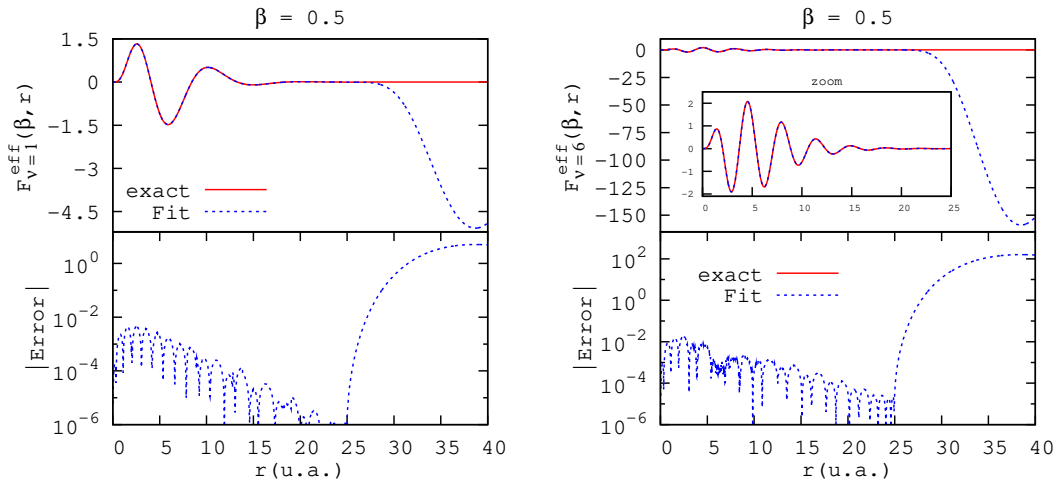 β = 0.5
F^eff_ν=1(β,r)
1.5
0
−1.5
−3
−4.5
exact
Fit
|Error|
10^0
10^−2
10^−4
10^−6
0 5 10 15 20 25 30 35 40
r(u.a.)
β = 0.5
F^eff_ν=6(β,r)
0
−25
−50
−75
−100
−125
−150
zoom
2
1
0
−1
−2
0 5 10 15 20 25
|Error|
10^2
10^0
10^−2
10^−4
10^−6
exact
Fit
0 5 10 15 20 25 30 35 40
r(u.a.)